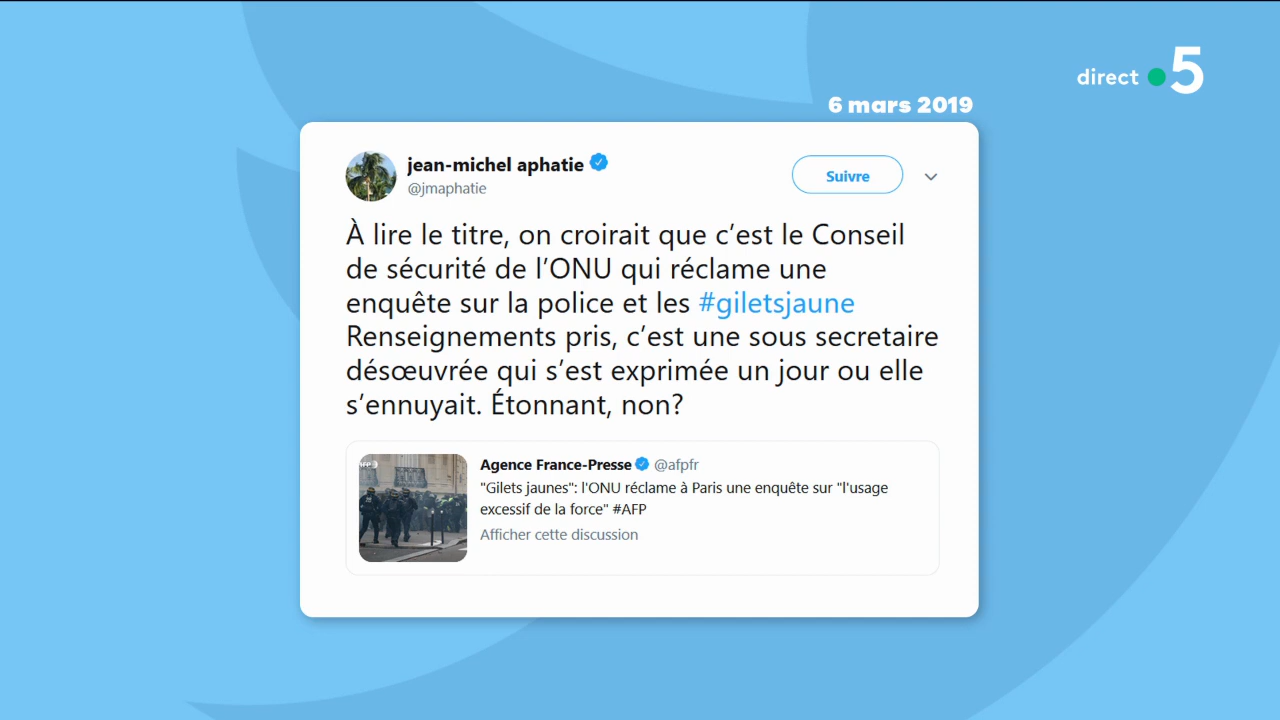 direct 5
6 mars 2019
jean-michel aphatie
@jmaphatie
Suivre
À lire le titre, on croirait que c’est le Conseil
de sécurité de l’ONU qui réclame une
enquête sur la police et les #giletsjaune
Renseignements pris, c’est une sous secretaire
désœuvrée qui s’est exprimée un jour ou elle
s’ennuyait. Étonnant, non?
AFP
Agence France-Presse @afpfr
"Gilets jaunes": l'ONU réclame à Paris une enquête sur "l'usage
excessif de la force" #AFP
Afficher cette discussion